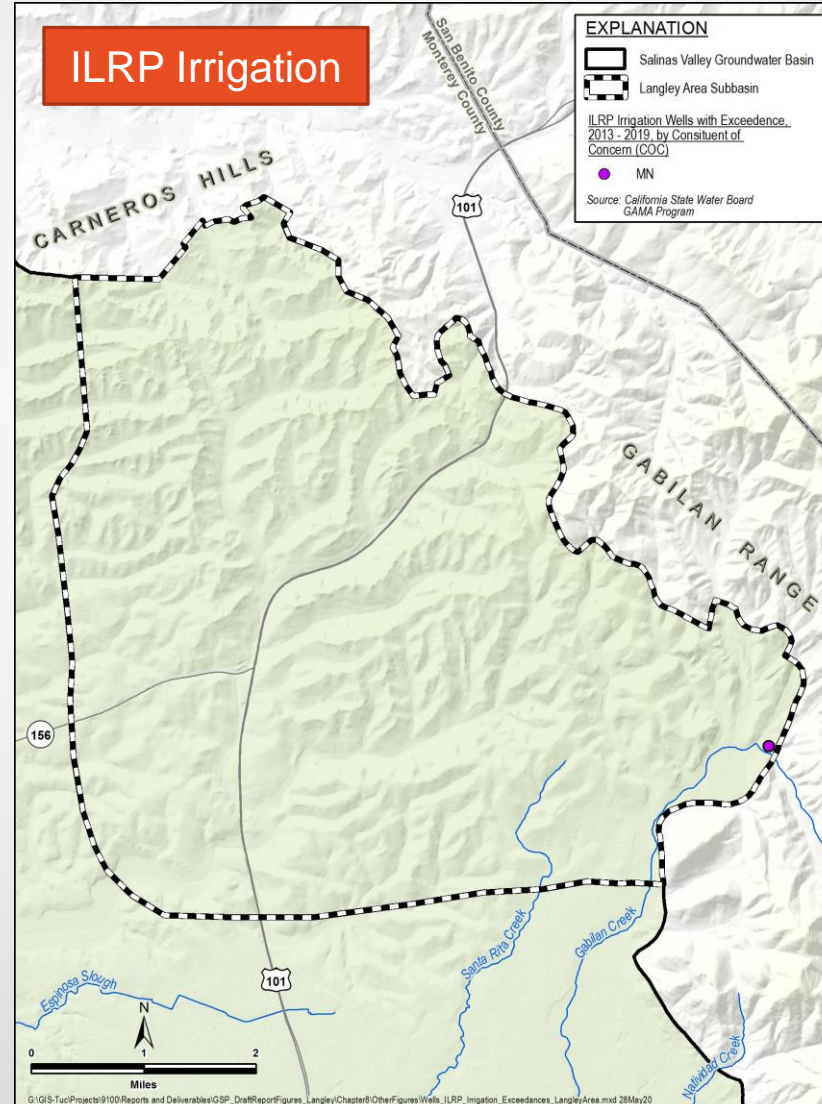 ILRP Irrigation
EXPLANATION
Salinas Valley Groundwater Basin
Langley Area Subbasin
ILRP Irrigation Wells with Exceedence,
2013 - 2019, by Consituent of
Concern (COC)
MN
Source: California State Water Board
GAMA Program
San Benito County
Monterey County
CARNEROS HILLS
101
GABILAN RANGE
156
Santa Rita Creek
Gabilan Creek
101
Espinosa Slough
Natividad Creek
N
0 1 2
Miles
G:\GIS-Tuc\Projects\9100\Reports and Deliverables\GSP_DraftReportFigures_Langley\Chapter8\OtherFigures\Wells_ILRP_Irrigation_Exceedances_LangleyArea.mxd 28May20